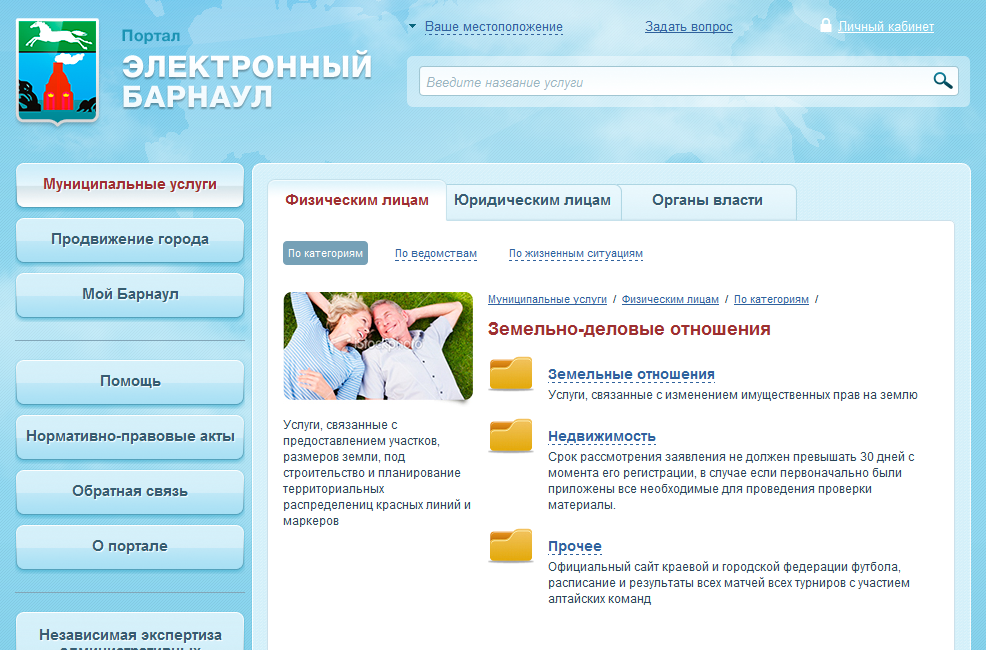 Портал
ЭЛЕКТРОННЫЙ
БАРНАУЛ
Ваше местоположение
Задать вопрос
Личный кабинет
Введите название услуги
Муниципальные услуги
Продвижение города
Мой Барнаул
Помощь
Нормативно-правовые акты
Обратная связь
О портале
Независимая экспертиза
административных
Физическим лицам
Юридическим лицам
Органы власти
По категориям
По ведомствам
По жизненным ситуациям
Услуги, связанные с
предоставлением участков,
размеров земли, под
строительство и планирование
территориальных
распределениц красных линий и
маркеров
Муниципальные услуги / Физическим лицам / По категориям /
Земельно-деловые отношения
Земельные отношения
Услуги, связанные с изменением имущественных прав на землю
Недвижимость
Срок рассмотрения заявления не должен превышать 30 дней с
момента его регистрации, в случае если первоначально были
приложены все необходимые для проведения проверки
материалы.
Прочее
Официальный сайт краевой и городской федерации футбола,
расписание и результаты всех матчей всех турниров с участием
алтайских команд